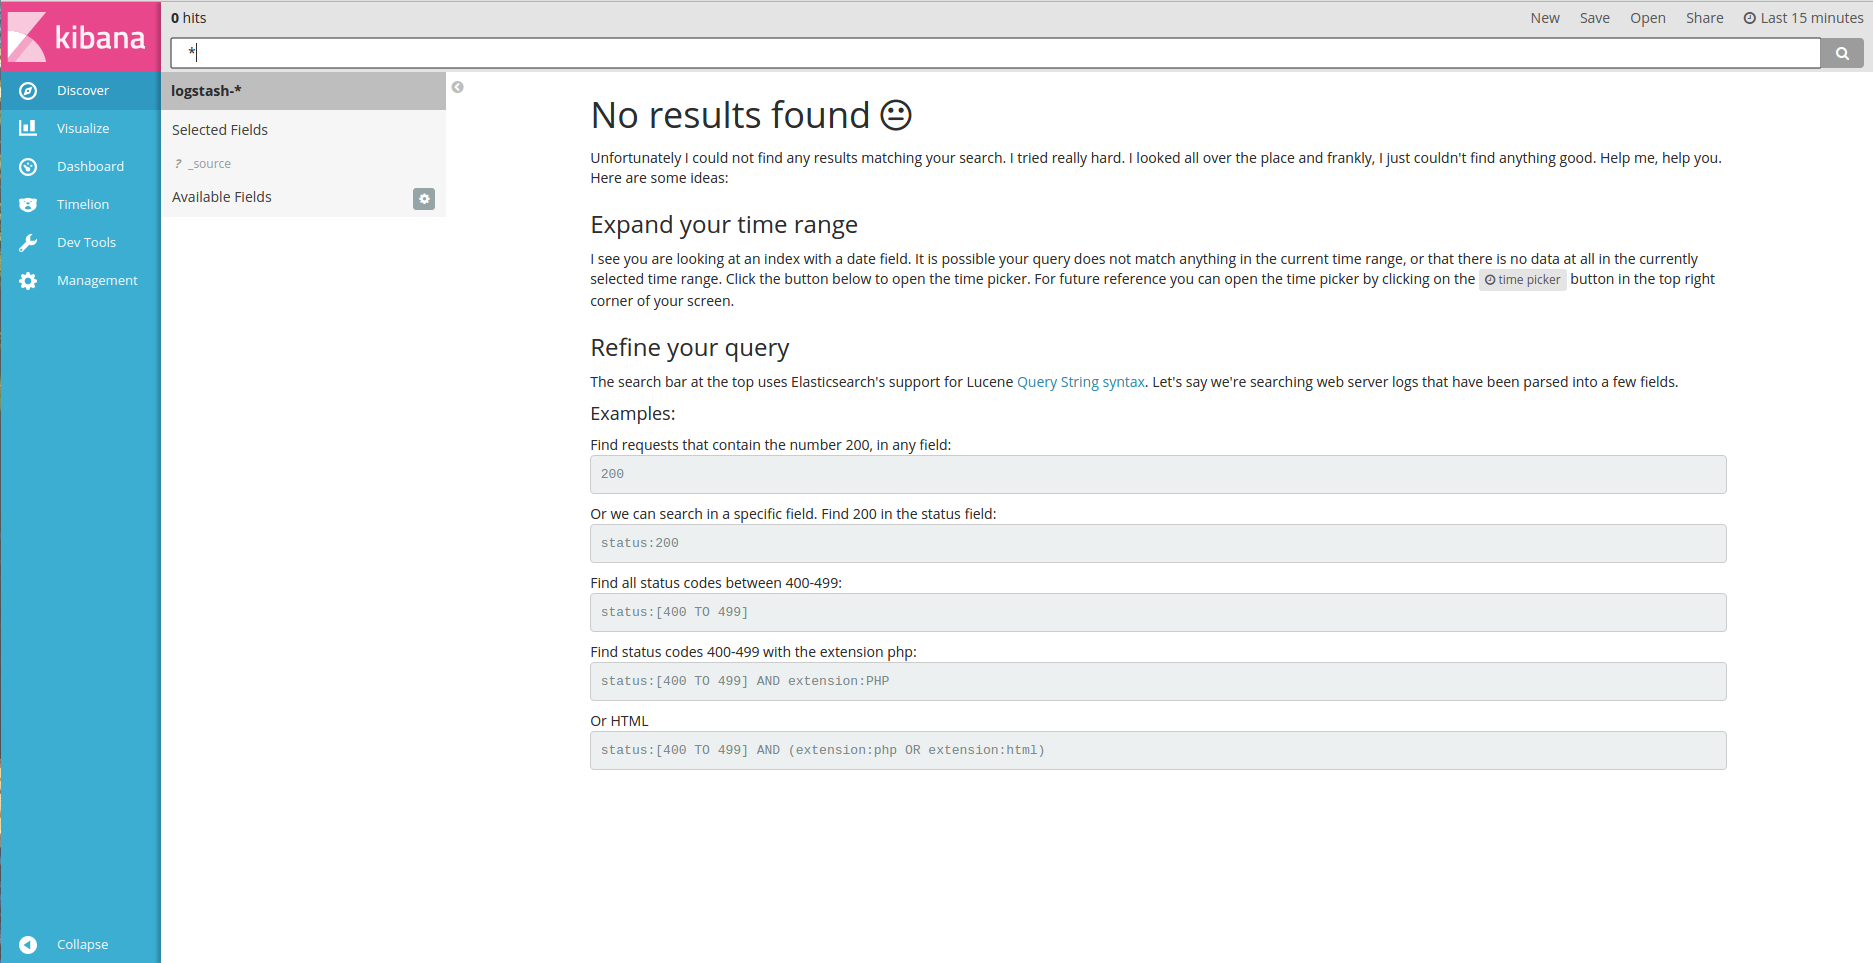 kibana
0 hits
New Save Open Share Last 15 minutes
*
Discover
Visualize
Dashboard
Timelion
Dev Tools
Management
Collapse
logstash-*
Selected Fields
? _source
Available Fields
No results found
Unfortunately I could not find any results matching your search. I tried really hard. I looked all over the place and frankly, I just couldn't find anything good. Help me, help you.
Here are some ideas:
Expand your time range
I see you are looking at an index with a date field. It is possible your query does not match anything in the current time range, or that there is no data at all in the currently
selected time range. Click the button below to open the time picker. For future reference you can open the time picker by clicking on the time picker button in the top right
corner of your screen.
Refine your query
The search bar at the top uses Elasticsearch's support for Lucene Query String syntax. Let's say we're searching web server logs that have been parsed into a few fields.
Examples:
Find requests that contain the number 200, in any field:
200
Or we can search in a specific field. Find 200 in the status field:
status:200
Find all status codes between 400-499:
status:[400 TO 499]
Find status codes 400-499 with the extension php:
status:[400 TO 499] AND extension:PHP
Or HTML
status:[400 TO 499] AND (extension:php OR extension:html)